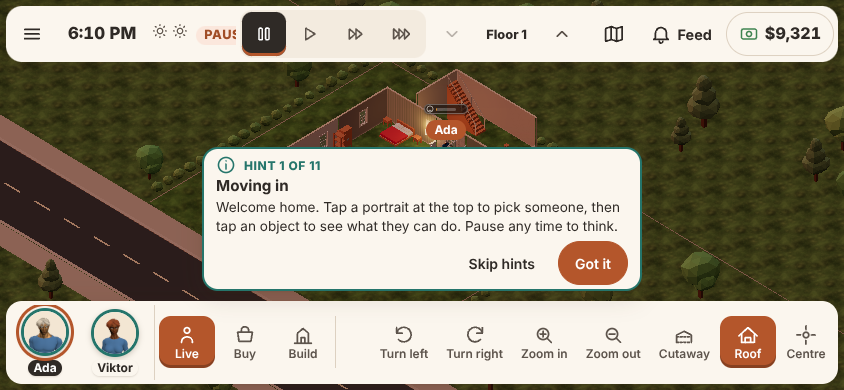 6:10 PM
PAUS
Floor 1
Feed
$9,321
Ada
HINT 1 OF 11
Moving in
Welcome home. Tap a portrait at the top to pick someone, then
tap an object to see what they can do. Pause any time to think.
Skip hints
Got it
Ada
Viktor
Live
Buy
Build
Turn left
Turn right
Zoom in
Zoom out
Cutaway
Roof
Centre